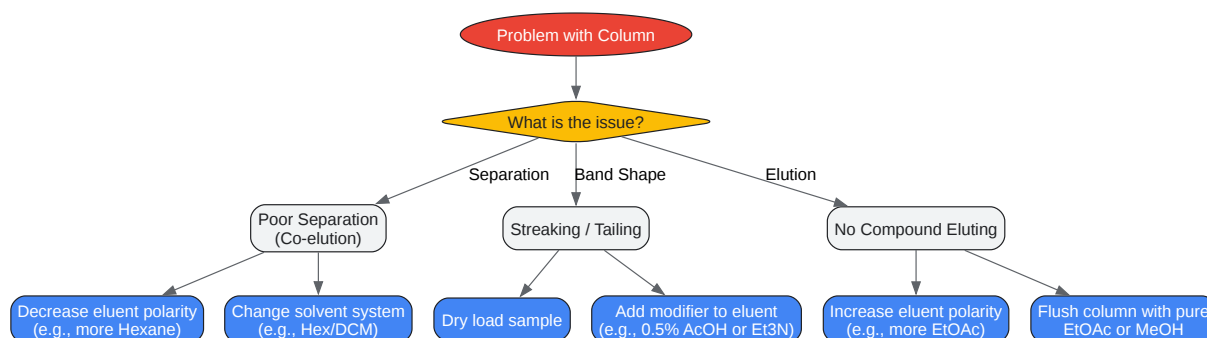 Problem with Column
What is the issue?
Separation
Band Shape
Elution
Poor Separation
(Co-elution)
Streaking / Tailing
No Compound Eluting
Decrease eluent polarity
(e.g., more Hexane)
Change solvent system
(e.g., Hex/DCM)
Dry load sample
Add modifier to eluent
(e.g., 0.5% AcOH or Et3N)
Increase eluent polarity
(e.g., more EtOAc)
Flush column with pure
EtOAc or MeOH